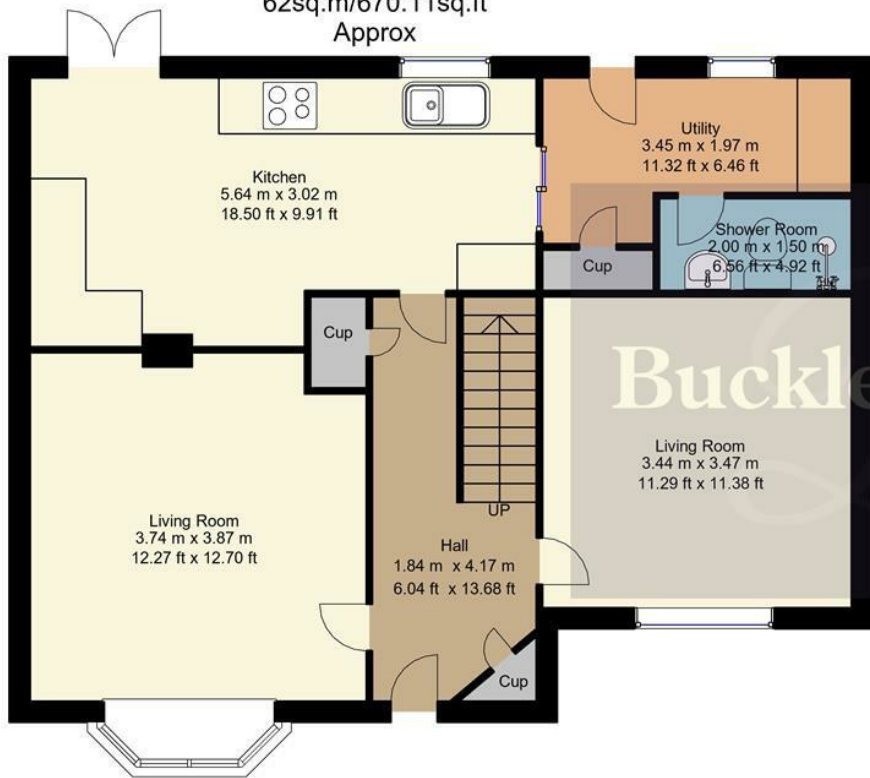 62sq.m/670.11sq.ft
Approx
Kitchen
5.64 m x 3.02 m
18.50 ft x 9.91 ft
Utility
3.45 m x 1.97 m
11.32 ft x 6.46 ft
Shower Room
2.00 m x 1.50 m
6.56 ft x 4.92 ft
Cup
Cup
Buckle
Living Room
3.44 m x 3.47 m
11.29 ft x 11.38 ft
Living Room
3.74 m x 3.87 m
12.27 ft x 12.70 ft
UP
Hall
1.84 m x 4.17 m
6.04 ft x 13.68 ft
Cup